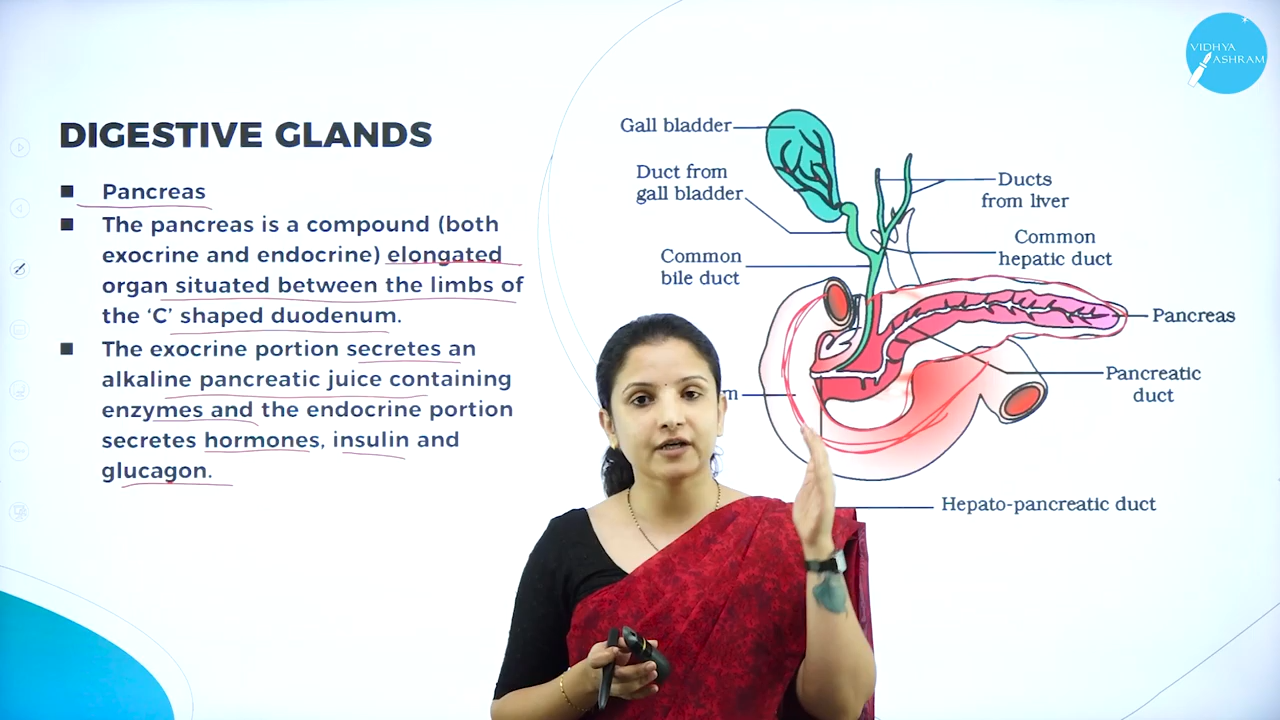 VIDHYA
ASHRAM
DIGESTIVE GLANDS
Pancreas
The pancreas is a compound (both
exocrine and endocrine) elongated
organ situated between the limbs of
the ‘C’ shaped duodenum.
The exocrine portion secretes an
alkaline pancreatic juice containing
enzymes and the endocrine portion
secretes hormones, insulin and
glucagon.
Gall bladder
Duct from
gall bladder
Common
bile duct
Ducts
from liver
Common
hepatic duct
Pancreas
Pancreatic
duct
Hepato-pancreatic duct